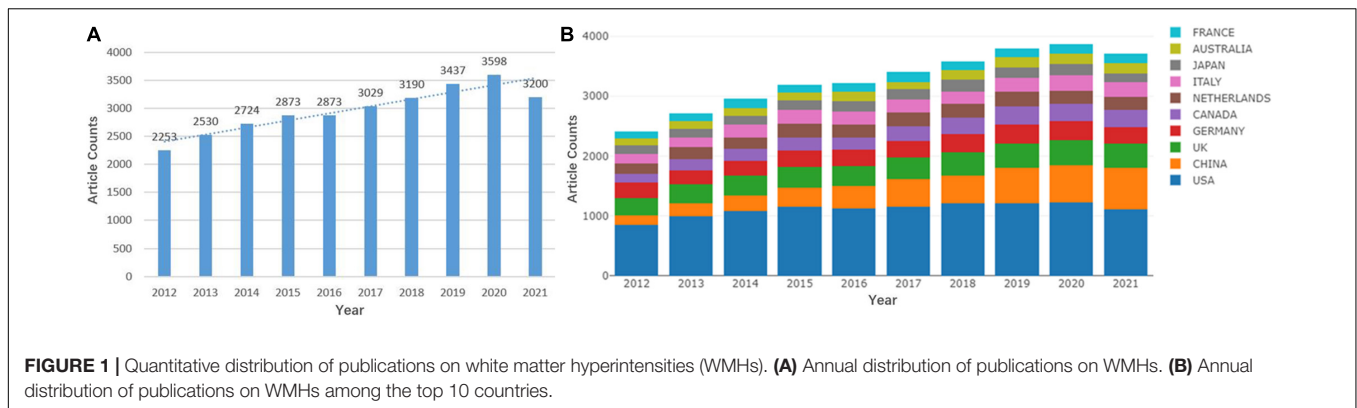 A
Article Counts
4000
3500
3000
2500
2000
1500
1000
500
0
2253
2530
2724
2873
2873
3029
3190
3437
3598
3200
2012 2013 2014 2015 2016 2017 2018 2019 2020 2021
Year
B
Article Counts
4000
3000
2000
1000
0
2012 2013 2014 2015 2016 2017 2018 2019 2020 2021
Year
FRANCE
AUSTRALIA
JAPAN
ITALY
NETHERLANDS
CANADA
GERMANY
UK
CHINA
USA
FIGURE 1 | Quantitative distribution of publications on white matter hyperintensities (WMHs). (A) Annual distribution of publications on WMHs. (B) Annual
distribution of publications on WMHs among the top 10 countries.